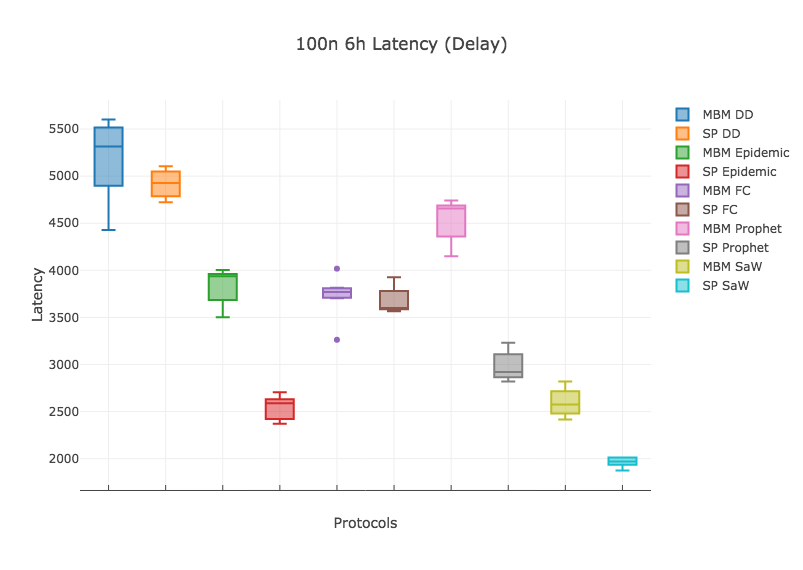 100n 6h Latency (Delay)
5500
5000
4500
4000
3500
3000
2500
2000
Latency
Protocols
MBM DD
SP DD
MBM Epidemic
SP Epidemic
MBM FC
SP FC
MBM Prophet
SP Prophet
MBM SaW
SP SaW